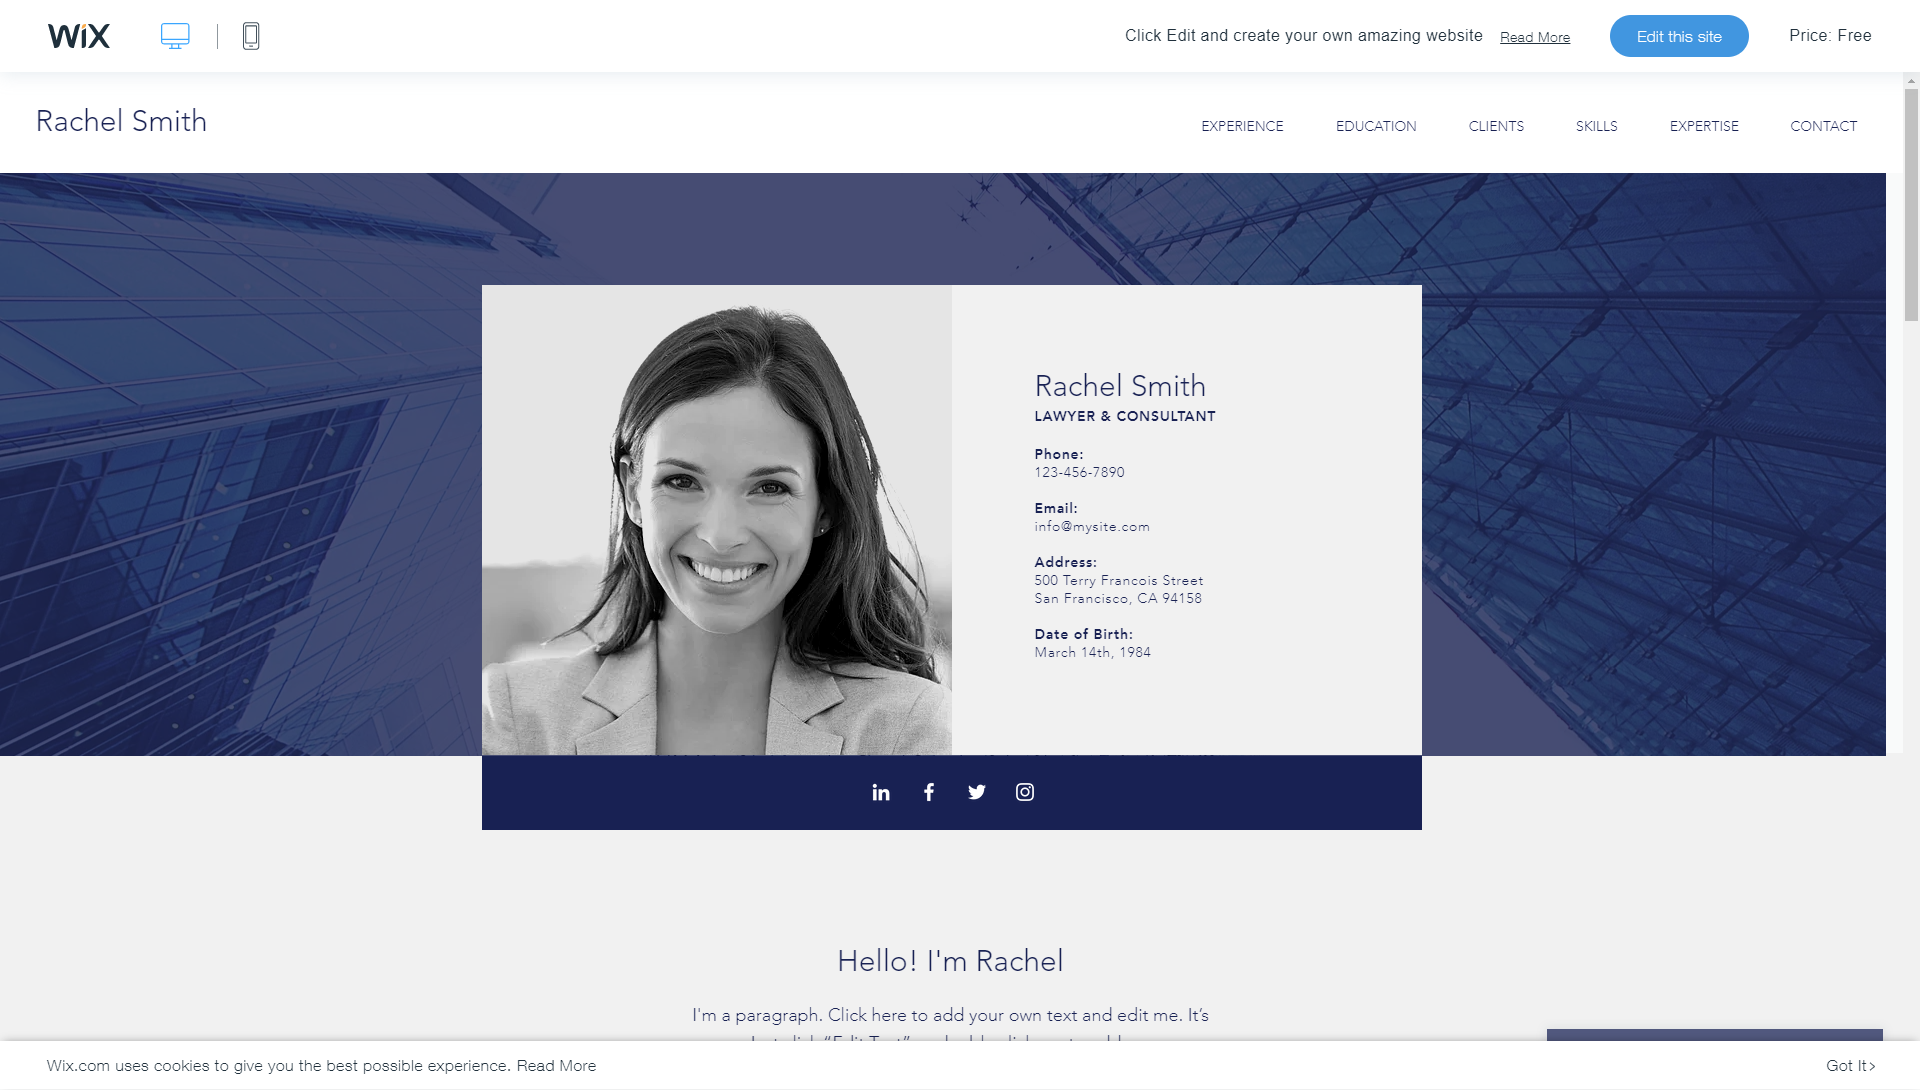 WiX
Click Edit and create your own amazing website
Read More
Edit this site
Price: Free
Rachel Smith
EXPERIENCE
EDUCATION
CLIENTS
SKILLS
EXPERTISE
CONTACT
Rachel Smith
LAWYER & CONSULTANT
Phone:
123-456-7890
Email:
info@mysite.com
Address:
500 Terry Francois Street
San Francisco, CA 94158
Date of Birth:
March 14th, 1984
Hello! I'm Rachel
I'm a paragraph. Click here to add your own text and edit me. It’s
Wix.com uses cookies to give you the best possible experience. Read More
Got It >